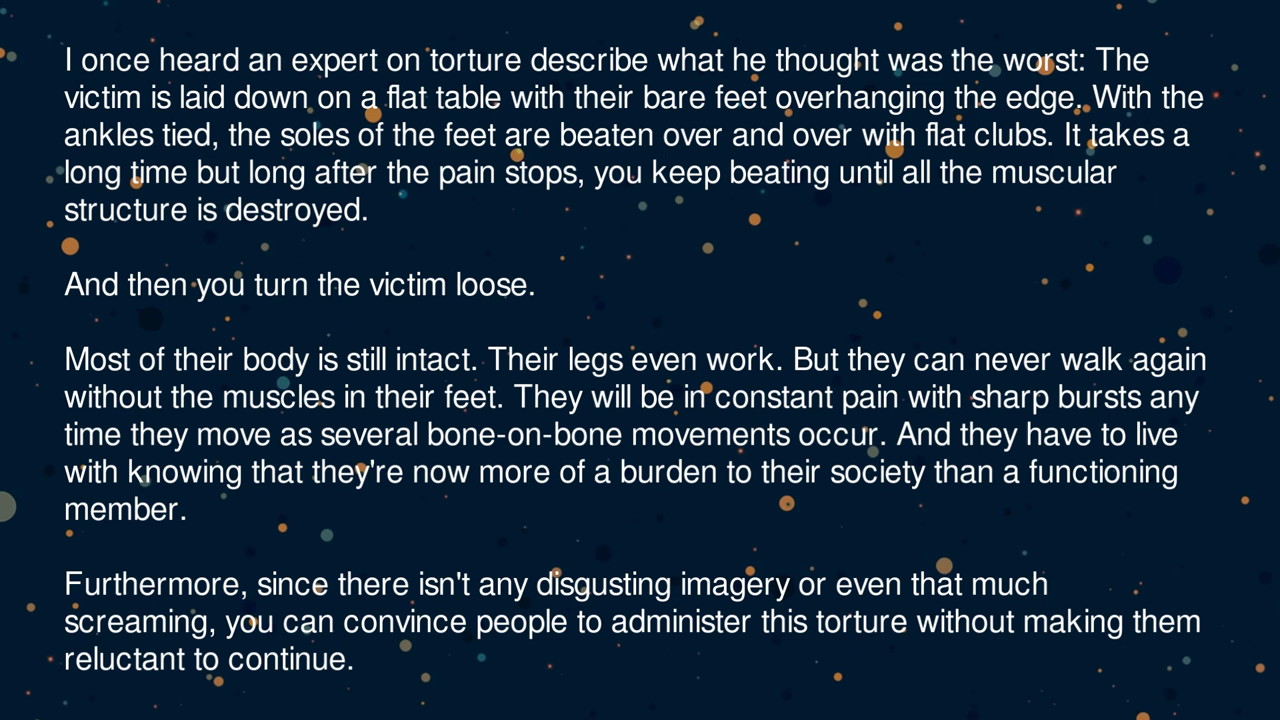 I once heard an expert on torture describe what he thought was the worst: The
victim is laid down on a flat table with their bare feet overhanging the edge. With the
ankles tied, the soles of the feet are beaten over and over with flat clubs. It takes a
long time but long after the pain stops, you keep beating until all the muscular
structure is destroyed.
And then you turn the victim loose.
Most of their body is still intact. Their legs even work. But they can never walk again
without the muscles in their feet. They will be in constant pain with sharp bursts any
time they move as several bone-on-bone movements occur. And they have to live
with knowing that they're now more of a burden to their society than a functioning
member.
Furthermore, since there isn't any disgusting imagery or even that much
screaming, you can convince people to administer this torture without making them
reluctant to continue.